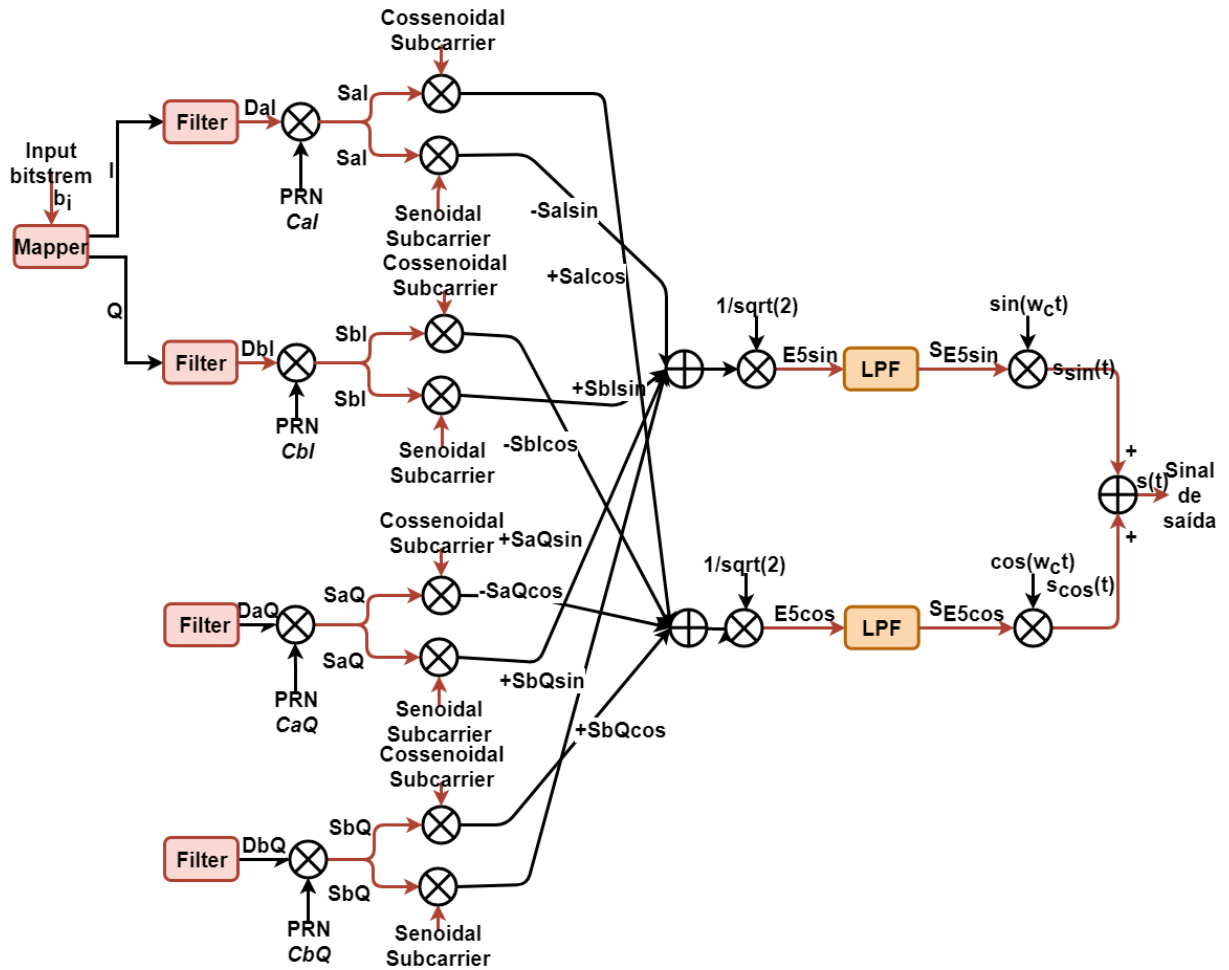 Cossenoidal
Subcarrier
Input
bitstrem
bi
Mapper
I
Q
Filter
DaI
PRN
CaI
SaI
SaI
Senoidal
Subcarrier
-SaIsin
+SaIcos
Cossenoidal
Subcarrier
Filter
DbI
PRN
CbI
SbI
SbI
Senoidal
Subcarrier
+SbIsin
-SbIcos
Cossenoidal
Subcarrier
Filter
DaQ
PRN
CaQ
SaQ
SaQ
Senoidal
Subcarrier
+SaQsin
-SaQcos
Cossenoidal
Subcarrier
Filter
DbQ
PRN
CbQ
SbQ
SbQ
Senoidal
Subcarrier
+SbQsin
+SbQcos
1/sqrt(2)
E5sin
LPF
SE5sin
sin(wct)
ssin(t)
+
1/sqrt(2)
E5cos
LPF
SE5cos
cos(wct)
scos(t)
+
s(t)
Sinal
de
saída